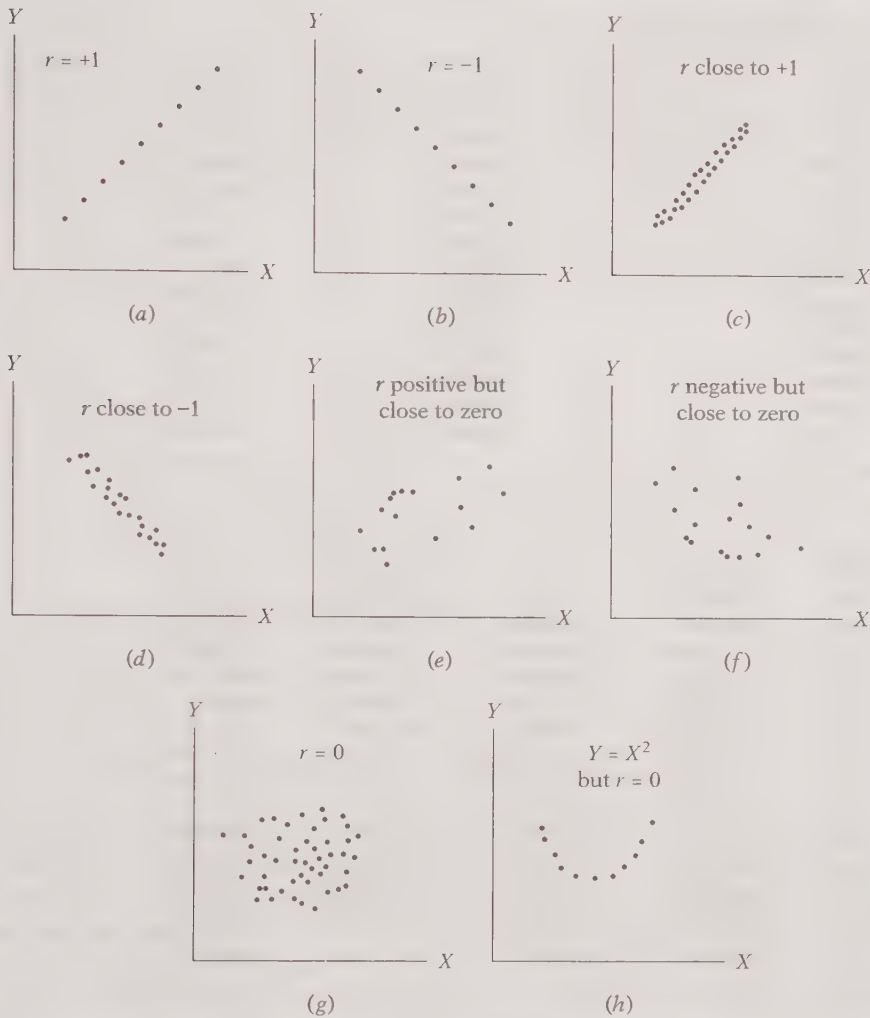 Y
r = +1
X
(a)
Y
r = −1
X
(b)
Y
r close to +1
X
(c)
Y
r close to −1
X
(d)
Y
r positive but
close to zero
X
(e)
Y
r negative but
close to zero
X
(f)
Y
r = 0
X
(g)
Y
Y = X²
but r = 0
X
(h)